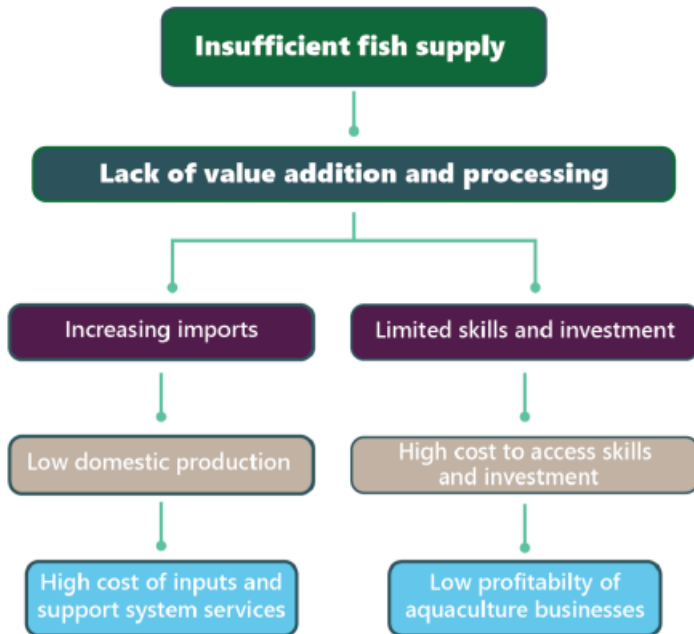 Insufficient fish supply
Lack of value addition and processing
Increasing imports
Limited skills and investment
Low domestic production
High cost to access skills
and investment
High cost of inputs and
support system services
Low profitabilty of
aquaculture businesses